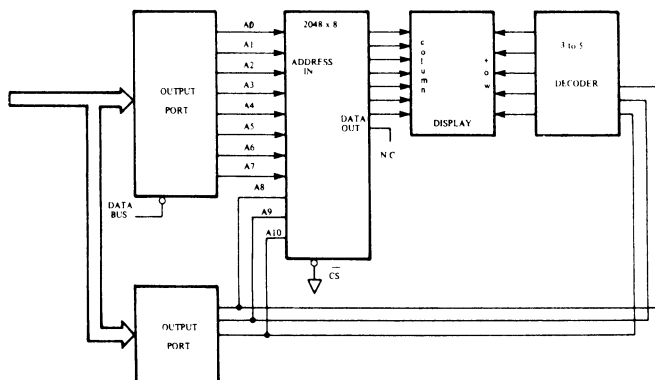 A0
A1
A2
A3
A4
A5
A6
A7
A8
A9
A10
OUTPUT
PORT
DATA
BUS
2048 x 8
ADDRESS
IN
DATA
OUT
N C
CS
column
row
DISPLAY
3 to 5
DECODER
OUTPUT
PORT